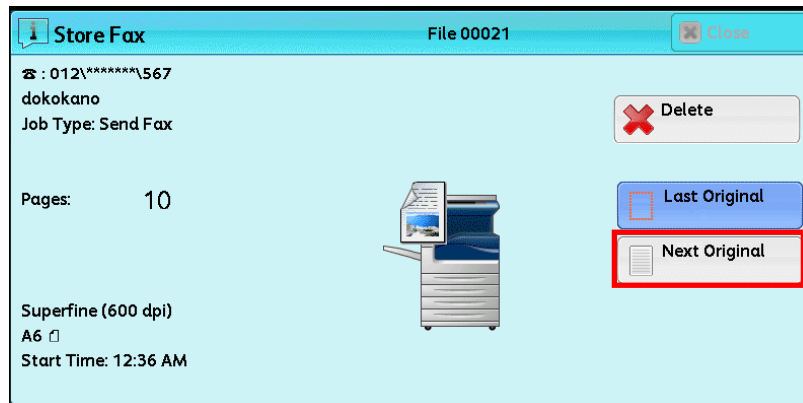 Store Fax
File 00021
Close
☎ : 012\*******\567
dokokano
Job Type: Send Fax
Delete
Pages: 10
Last Original
Next Original
Superfine (600 dpi)
A6
Start Time: 12:36 AM